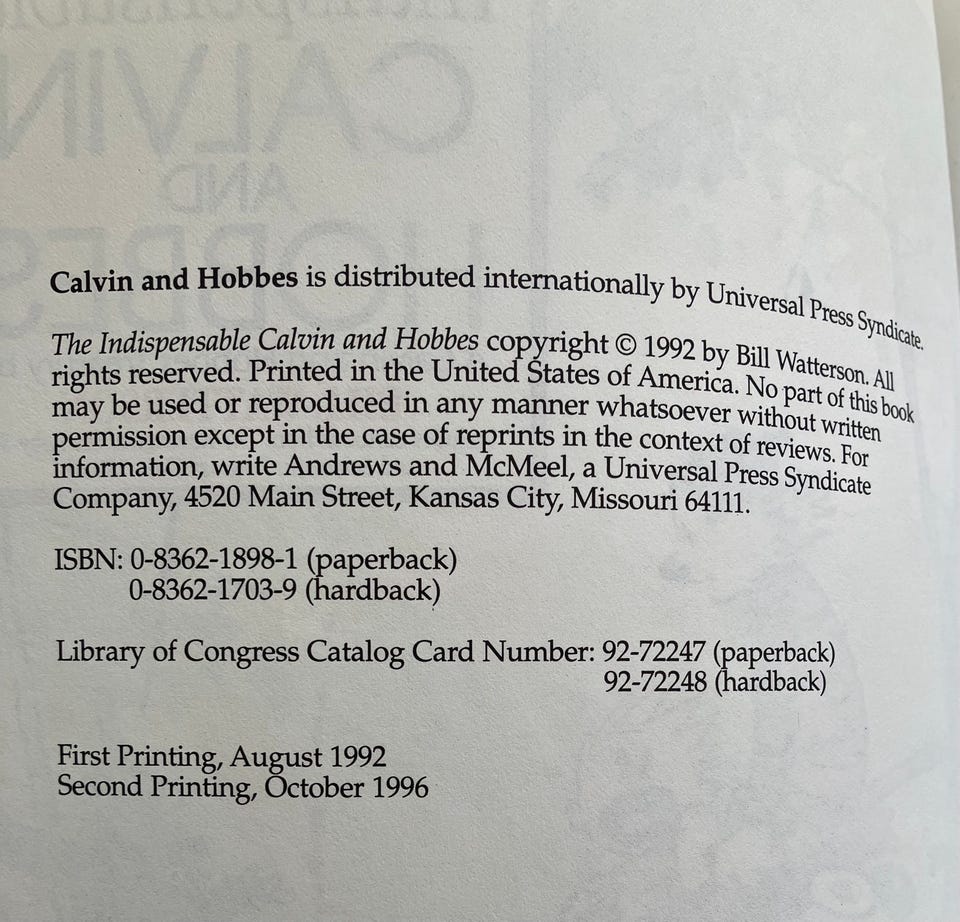 Indispensable
CALVIN
AND
HOBBES
Calvin and Hobbes is distributed internationally by Universal Press Syndicate.
The Indispensable Calvin and Hobbes copyright © 1992 by Bill Watterson. All
rights reserved. Printed in the United States of America. No part of this book
may be used or reproduced in any manner whatsoever without written
permission except in the case of reprints in the context of reviews. For
information, write Andrews and McMeel, a Universal Press Syndicate
Company, 4520 Main Street, Kansas City, Missouri 64111.
ISBN: 0-8362-1898-1 (paperback)
0-8362-1703-9 (hardback)
Library of Congress Catalog Card Number: 92-72247 (paperback)
92-72248 (hardback)
First Printing, August 1992
Second Printing, October 1996